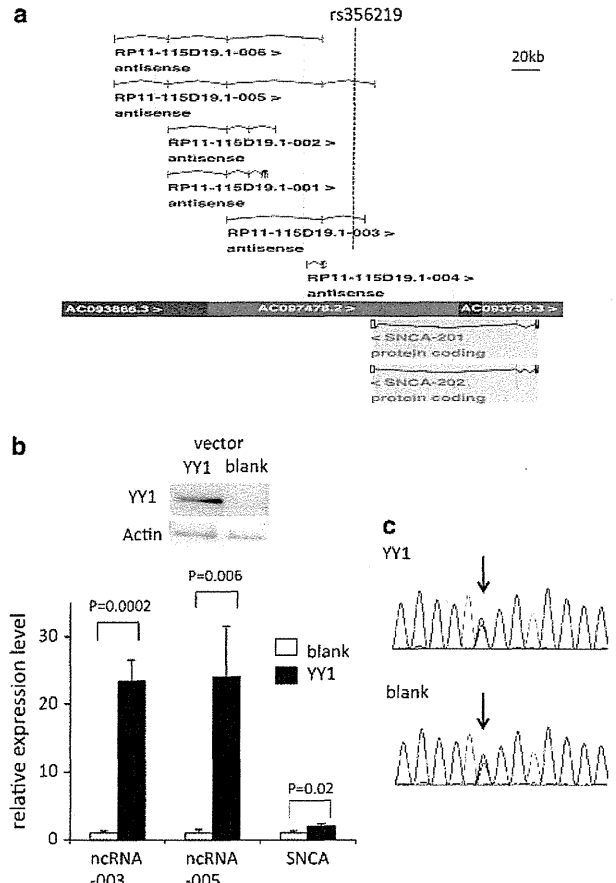 a
rs356219
20kb
RP11-115D19.1-006 >
antisense
RP11-115D19.1-005 >
antisense
RP11-115D19.1-002 >
antisense
RP11-115D19.1-001 >
antisense
RP11-115D19.1-003 >
antisense
RP11-115D19.1-004 >
antisense
AC093866.3 > AC097478.2 > AC093759.3 >
< SNCA-201
protein coding
< SNCA-202
protein coding
b
vector
YY1 blank
YY1
Actin
c
YY1
blank
P=0.0002
P=0.006
P=0.02
blank
YY1
relative expression level
30
20
10
0
ncRNA
-003
ncRNA
-005
SNCA